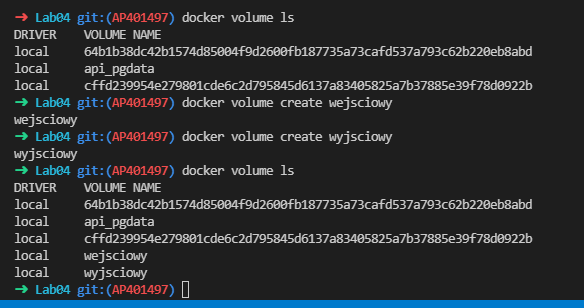 ➜ Lab04 git:(AP401497) docker volume ls
DRIVER VOLUME NAME
local 64b1b38dc42b1574d85004f9d2600fb187735a73cafd537a793c62b220eb8abd
local api_pgdata
local cffd239954e279801cde6c2d795845d6137a83405825a7b37885e39f78d0922b
➜ Lab04 git:(AP401497) docker volume create wejsciowy
wejsciowy
➜ Lab04 git:(AP401497) docker volume create wyjsciowy
wyjsciowy
➜ Lab04 git:(AP401497) docker volume ls
DRIVER VOLUME NAME
local 64b1b38dc42b1574d85004f9d2600fb187735a73cafd537a793c62b220eb8abd
local api_pgdata
local cffd239954e279801cde6c2d795845d6137a83405825a7b37885e39f78d0922b
local wejsciowy
local wyjsciowy
➜ Lab04 git:(AP401497)